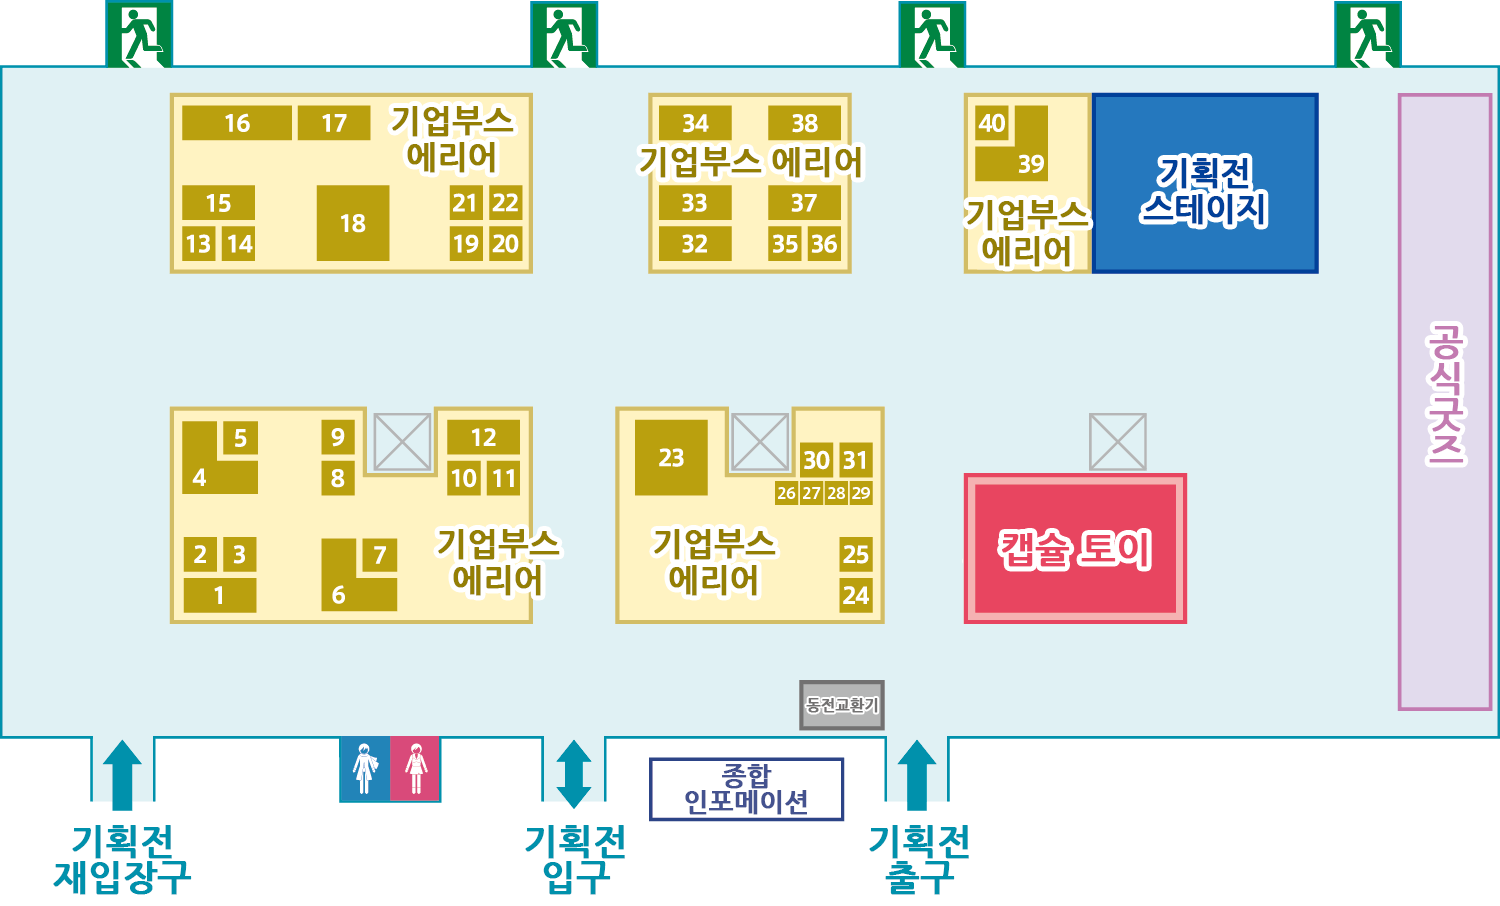 16 17 기업부스
에리어
15
13 14
18
21 22
19 20
34 38
기업부스 에리어
33 37
32 35 36
40
39
기업부스
에리어
기획전
스테이지
공식굿즈
5
4
9
8
12
10 11
2 3
1
7
6
기업부스
에리어
23
30 31
26 27 28 29
기업부스
에리어
25
24
캡슐 토이
동전교환기
종합
인포메이션
기획전
재입장구
기획전
입구
기획전
출구